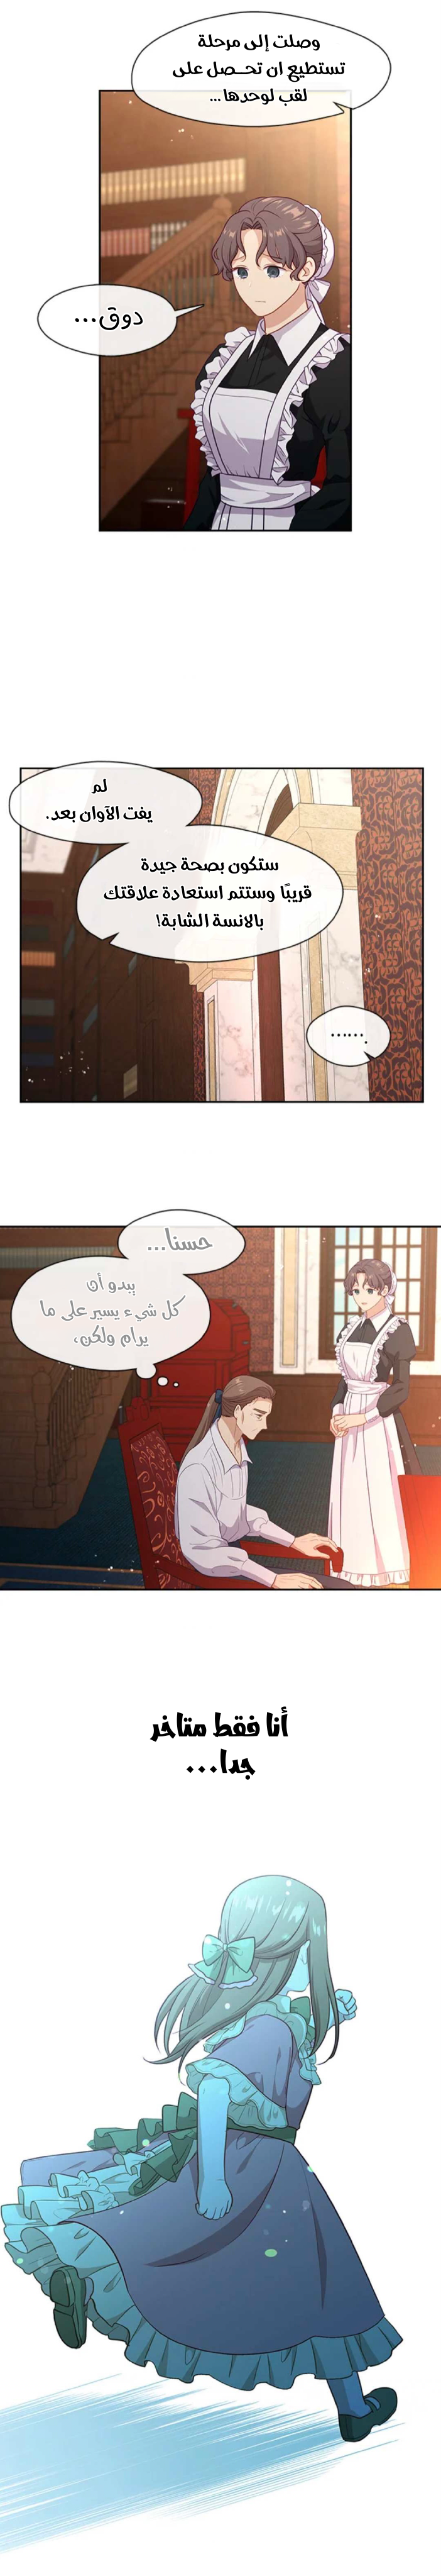 وصلت إلى مرحلة
تستطيع ان تحـصل على
لقب لوحدها...
دوق...
لم
يفت الآوان بعد.
ستكون بصحة جيدة
قريبًا وستتم استعادة علاقتك
بالانسة الشابة!
......
حسنا...
يبدو أن
كل شيء يسير على ما
يرام ولكن،
أنا فقط متاخر
جدا...